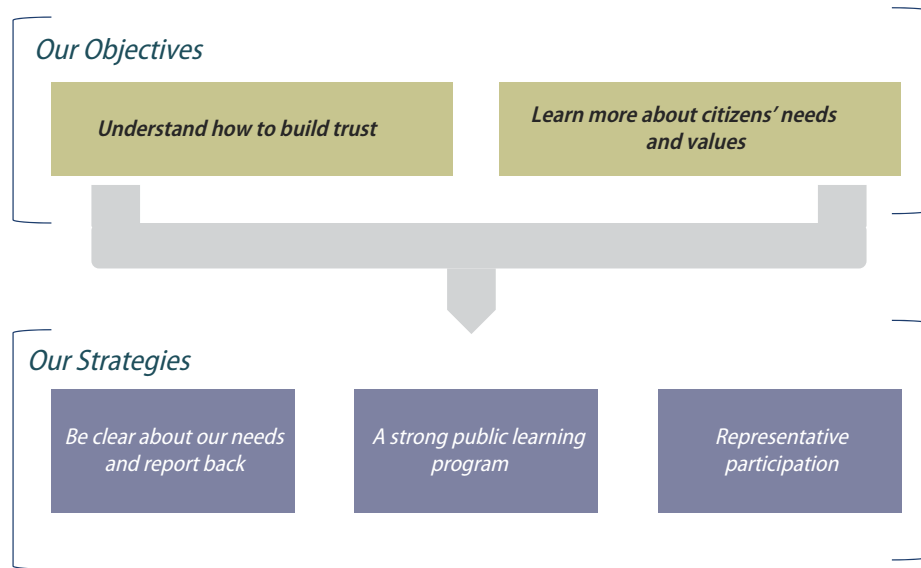 Our Objectives
Understand how to build trust
Learn more about citizens’ needs
and values
Our Strategies
Be clear about our needs
and report back
A strong public learning
program
Representative
participation